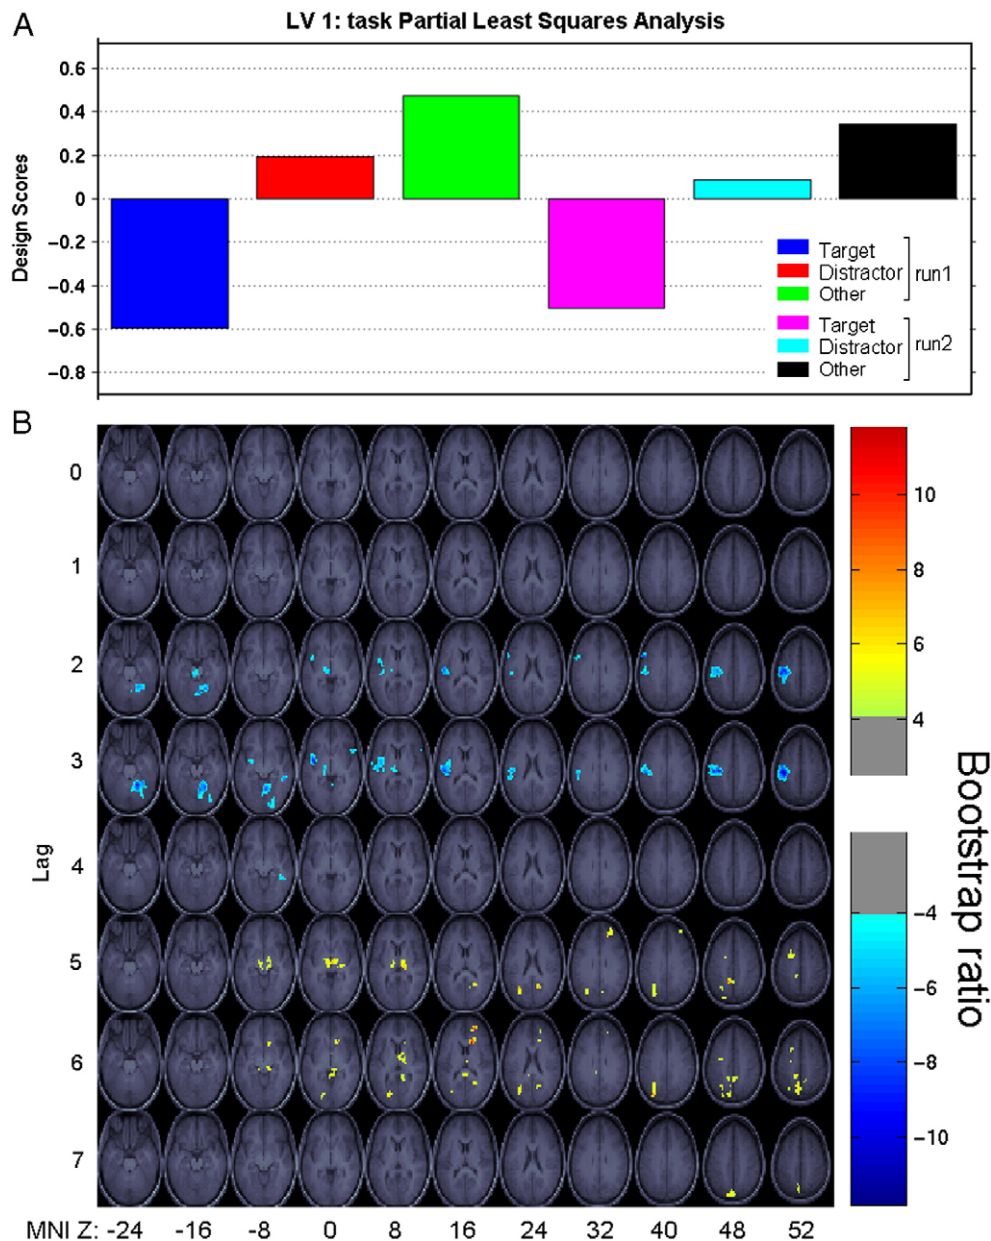 A
LV 1: task Partial Least Squares Analysis
0.6
0.4
0.2
0
−0.2
−0.4
−0.6
−0.8
Design Scores
Target
Distractor
Other
run1
Target
Distractor
Other
run2
B
0
1
2
3
4
5
6
7
Lag
MNI Z: -24 -16 -8 0 8 16 24 32 40 48 52
10
8
6
4
−4
−6
−8
−10
Bootstrap ratio